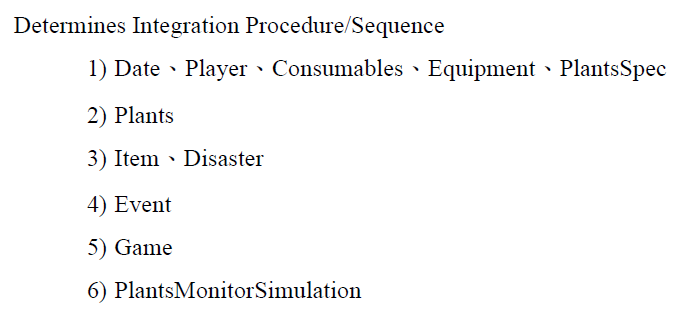 Determines Integration Procedure/Sequence
1) Date、Player、Consumables、Equipment、PlantsSpec
2) Plants
3) Item、Disaster
4) Event
5) Game
6) PlantsMonitorSimulation